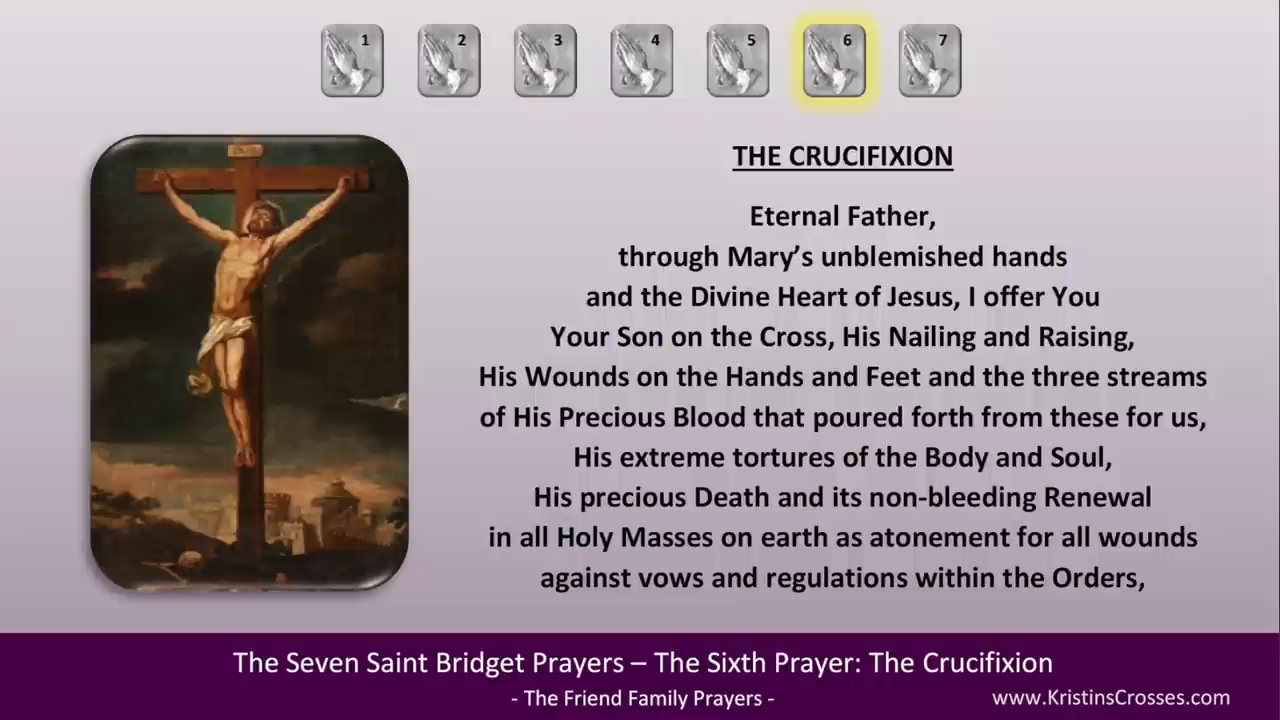 1 2 3 4 5 6 7
THE CRUCIFIXION
Eternal Father,
through Mary’s unblemished hands
and the Divine Heart of Jesus, I offer You
Your Son on the Cross, His Nailing and Raising,
His Wounds on the Hands and Feet and the three streams
of His Precious Blood that poured forth from these for us,
His extreme tortures of the Body and Soul,
His precious Death and its non-bleeding Renewal
in all Holy Masses on earth as atonement for all wounds
against vows and regulations within the Orders,
The Seven Saint Bridget Prayers – The Sixth Prayer: The Crucifixion
- The Friend Family Prayers -
www.KristinsCrosses.com